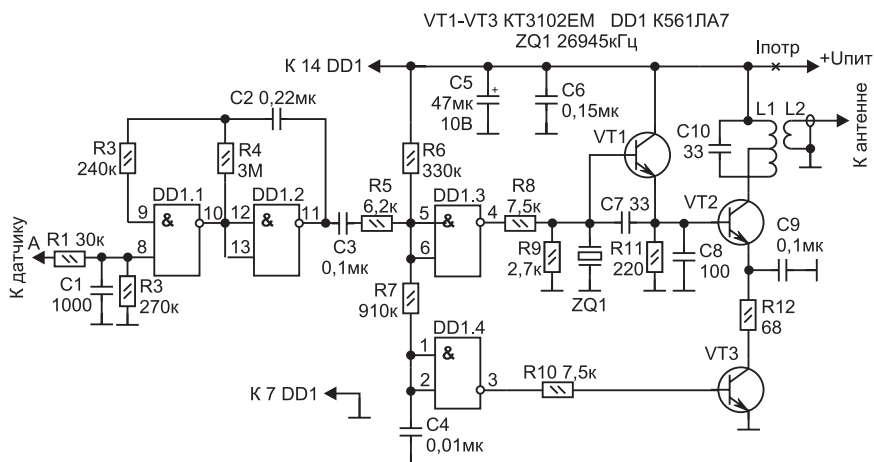 VT1-VT3 КТ3102ЕМ DD1 К561ЛА7
ZQ1 26945кГц
К 14 DD1
Iпотр
+Uпит
C5
47мк
10В
+
C6
0,15мк
C2 0,22мк
R3
240к
R4
3М
R6
330к
VT1
C10
33
L1
L2
К антенне
DD1.1
DD1.2
DD1.3
&
&
&
R5
6,2к
R8
7,5к
C7 33
VT2
9
10
12
11
5
4
8
13
6
К датчику
A
R1 30к
C1
1000
R3
270к
C3
0,1мк
R9
2,7к
ZQ1
R11
220
C8
100
C9
0,1мк
R7
910к
R12
68
DD1.4
&
1
2
3
R10 7,5к
VT3
К 7 DD1
C4
0,01мк